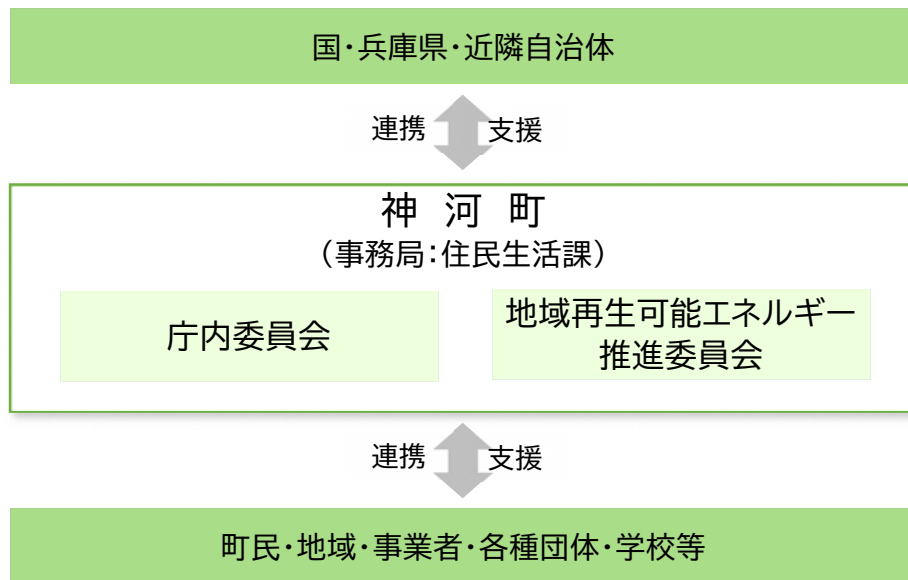 国・兵庫県・近隣自治体
連携 支援
神河町
（事務局：住民生活課）
庁内委員会
地域再生可能エネルギー
推進委員会
連携 支援
町民・地域・事業者・各種団体・学校等